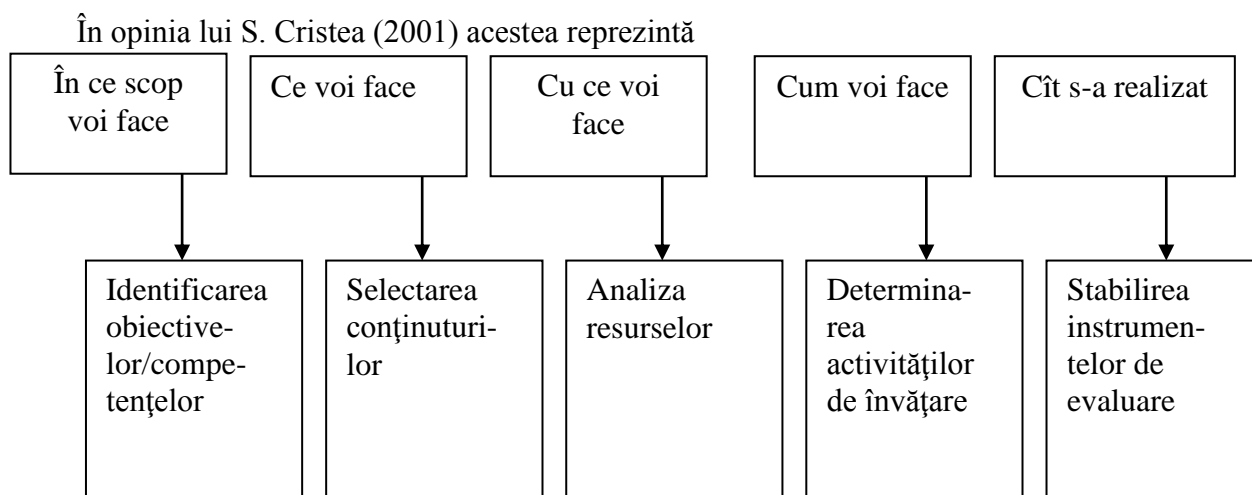 În opinia lui S. Cristea (2001) acestea reprezintă
În ce scop
voi face
Ce voi face
Cu ce voi
face
Cum voi face
Cît s-a realizat
Identificarea
obiective-
lor/compe-
tenţelor
Selectarea
conţinuturi-
lor
Analiza
resurselor
Determina-
rea
activităţilor
de învăţare
Stabilirea
instrumen-
telor de
evaluare